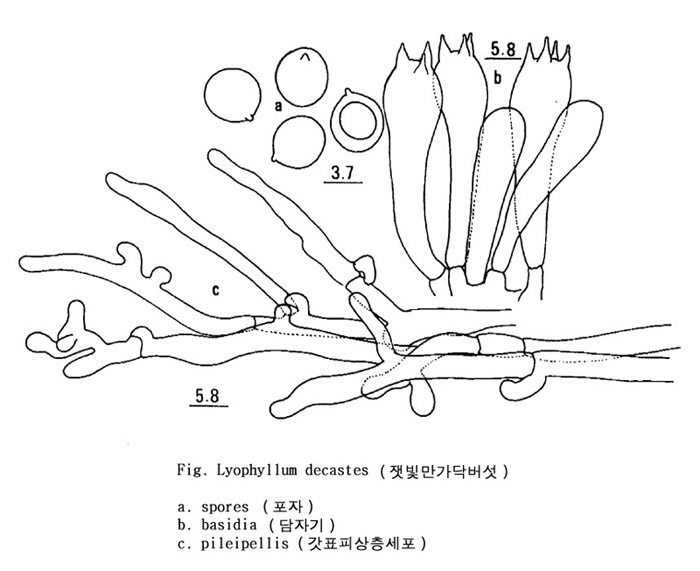 5.8
b
a
3.7
c
5.8
Fig. Lyophyllum decastes (잿빛만가닥버섯)
a. spores (포자)
b. basidia (담자기)
c. pileipellis (갓표피상층세포)